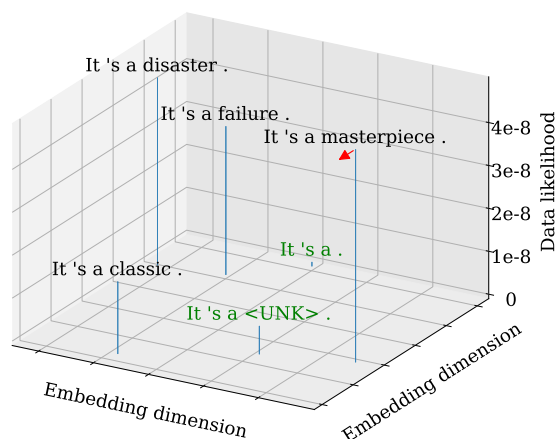 It 's a disaster .
It 's a failure .
It 's a masterpiece .
It 's a .
It 's a classic .
It 's a <UNK> .
4e-8
3e-8
2e-8
1e-8
0
Data likelihood
Embedding dimension
Embedding dimension